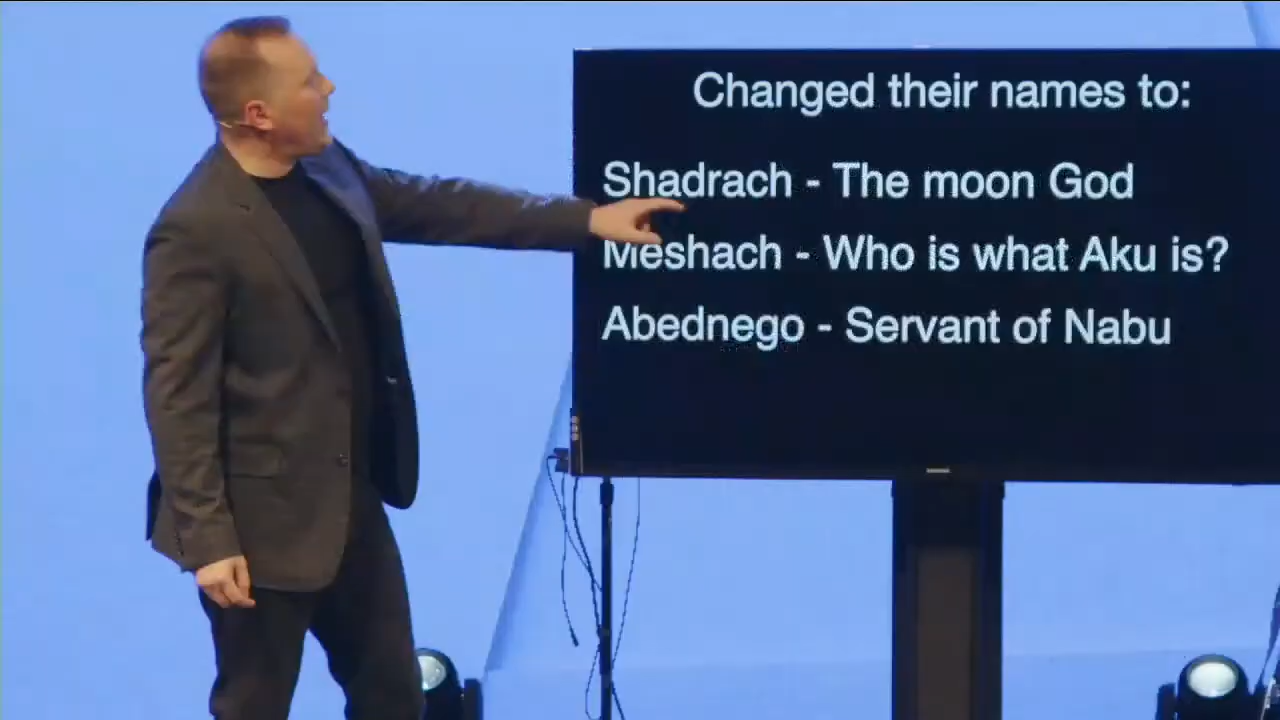 Changed their names to:
Shadrach - The moon God
Meshach - Who is what Aku is?
Abednego - Servant of Nabu